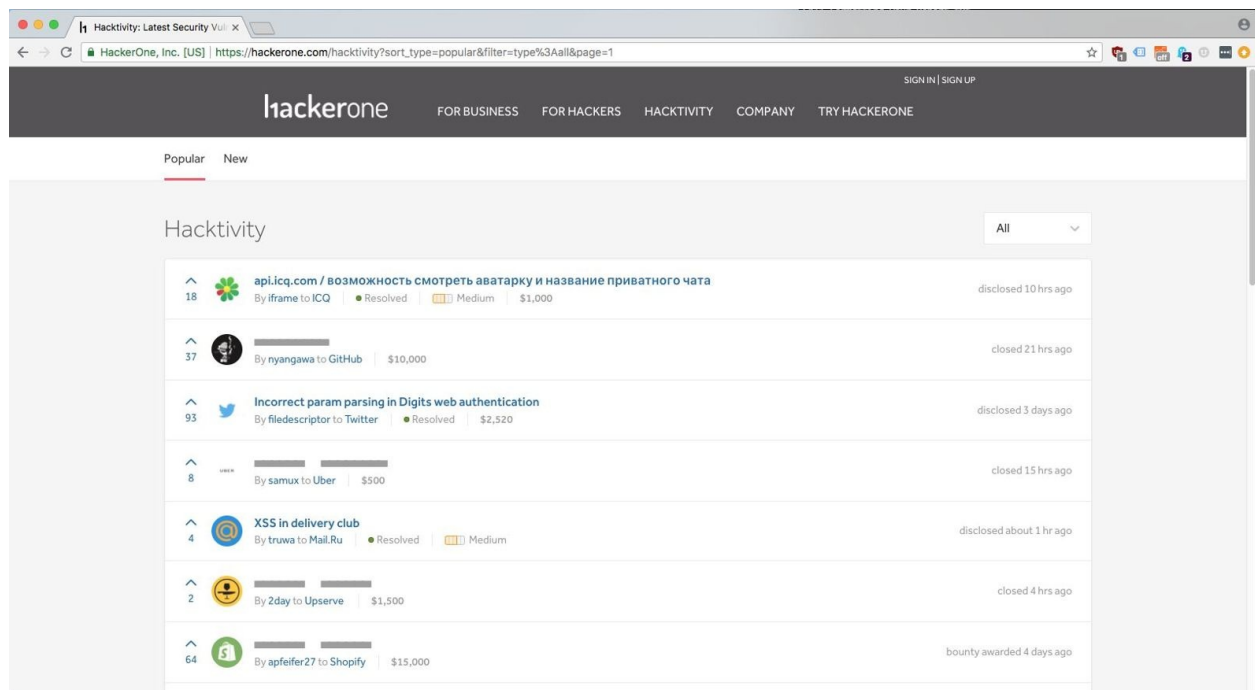 Hacktivity: Latest Security Vul
HackerOne, Inc. [US] https://hackerone.com/hacktivity?sort_type=popular&filter=type%3Aall&page=1
SIGN IN | SIGN UP
hackerone FOR BUSINESS FOR HACKERS HACKTIVITY COMPANY TRY HACKERONE
Popular New
Hacktivity All
api.icq.com / возможность смотреть аватарку и название приватного чата
18 By iframe to ICQ Resolved Medium $1,000 disclosed 10 hrs ago
37 By nyangawa to GitHub $10,000 closed 21 hrs ago
Incorrect param parsing in Digits web authentication
93 By filedescriptor to Twitter Resolved $2,520 disclosed 3 days ago
8 UBER By samux to Uber $500 closed 15 hrs ago
XSS in delivery club
4 By truwa to Mail.Ru Resolved Medium disclosed about 1 hr ago
2 By 2day to Upserve $1,500 closed 4 hrs ago
64 By apfeifer27 to Shopify $15,000 bounty awarded 4 days ago